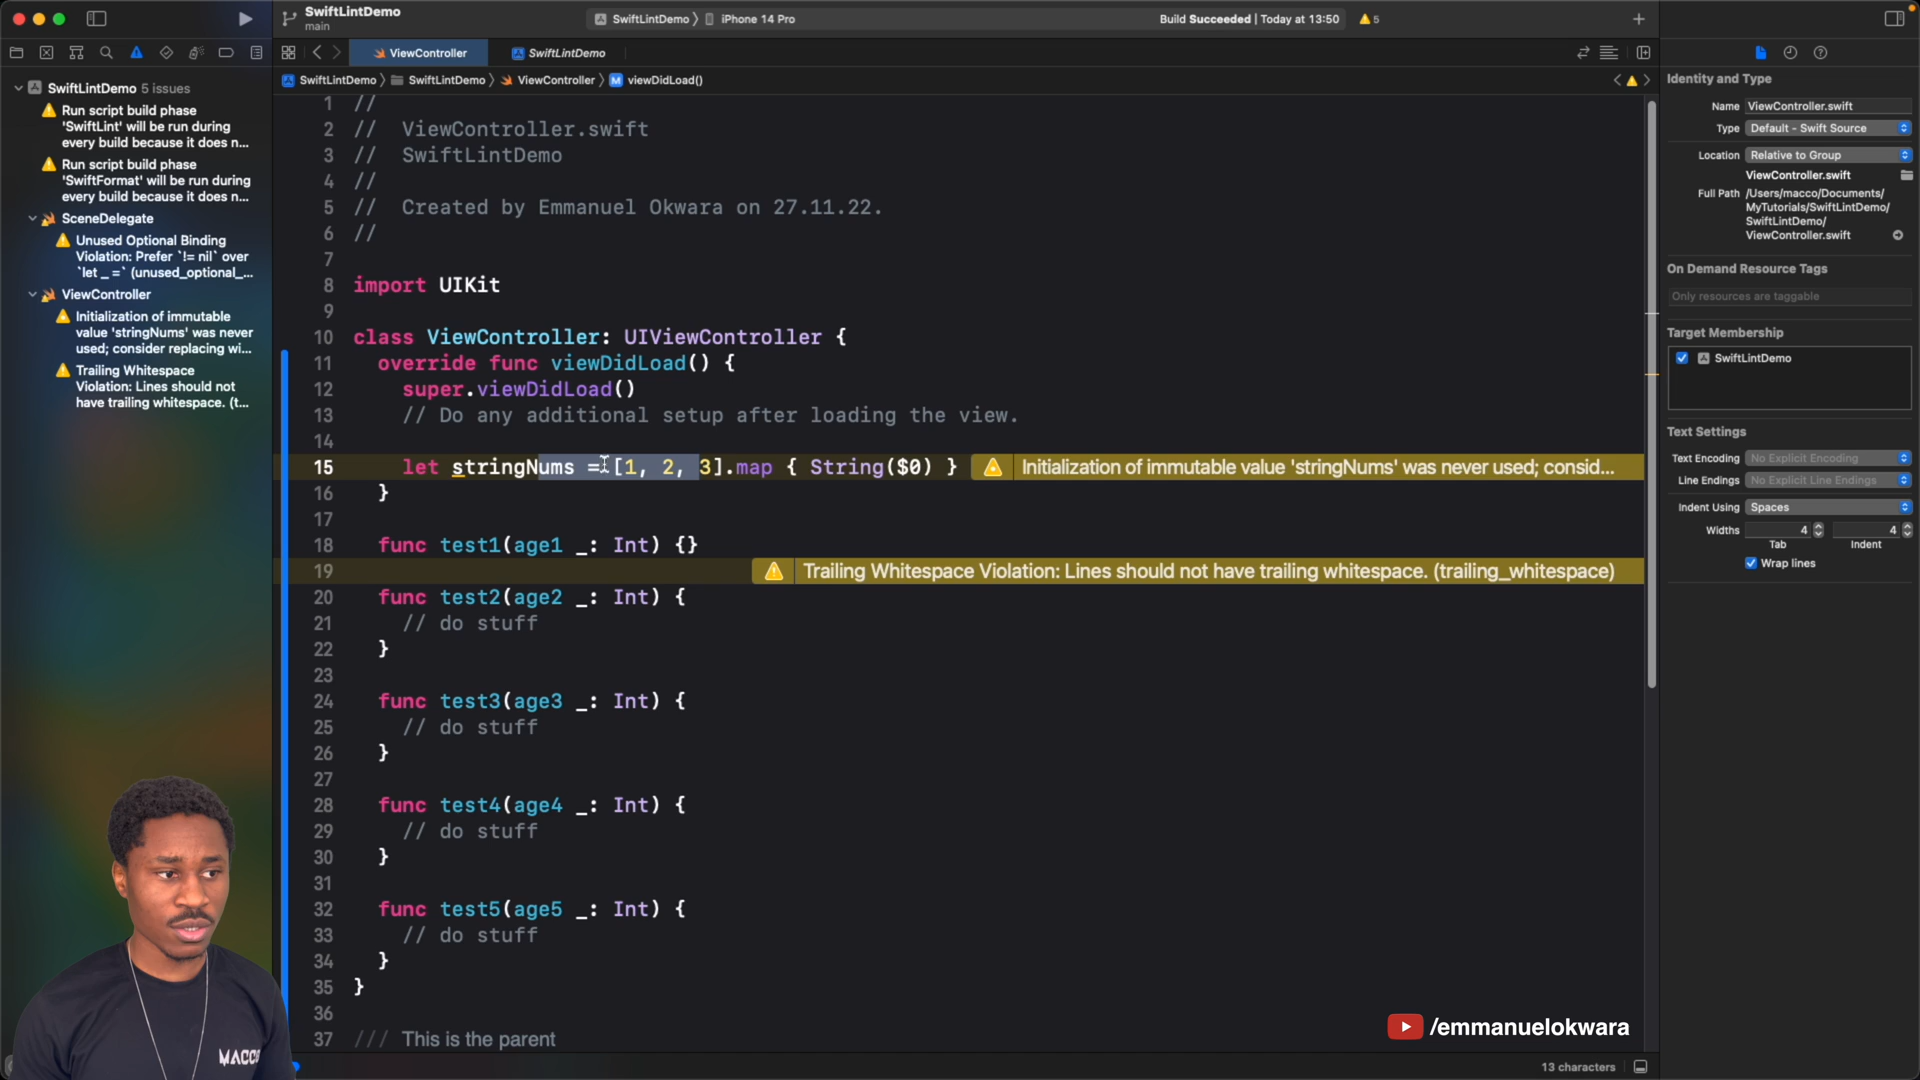 SwiftLintDemo
main
SwiftLintDemo
iPhone 14 Pro
Build Succeeded | Today at 13:50
5
ViewController
SwiftLintDemo
SwiftLintDemo
SwiftLintDemo
ViewController
M
viewDidLoad()
SwiftLintDemo 5 issues
Run script build phase
'SwiftLint' will be run during
every build because it does n...
Run script build phase
'SwiftFormat' will be run during
every build because it does n...
SceneDelegate
Unused Optional Binding
Violation: Prefer `!= nil` over
`let _ =` (unused_optional_...
ViewController
Initialization of immutable
value 'stringNums' was never
used; consider replacing wi...
Trailing Whitespace
Violation: Lines should not
have trailing whitespace. (t...
1 //
2 //  ViewController.swift
3 //  SwiftLintDemo
4 //
5 //  Created by Emmanuel Okwara on 27.11.22.
6 //
7
8 import UIKit
9
10 class ViewController: UIViewController {
11   override func viewDidLoad() {
12     super.viewDidLoad()
13     // Do any additional setup after loading the view.
14
15     let stringNums = [1, 2, 3].map { String($0) }
Initialization of immutable value 'stringNums' was never used; consid...
16   }
17
18   func test1(age1 _: Int) {}
19
Trailing Whitespace Violation: Lines should not have trailing whitespace. (trailing_whitespace)
20   func test2(age2 _: Int) {
21     // do stuff
22   }
23
24   func test3(age3 _: Int) {
25     // do stuff
26   }
27
28   func test4(age4 _: Int) {
29     // do stuff
30   }
31
32   func test5(age5 _: Int) {
33     // do stuff
34   }
35 }
36
37 /// This is the parent
Identity and Type
Name ViewController.swift
Type Default - Swift Source
Location Relative to Group
ViewController.swift
Full Path /Users/macco/Documents/
MyTutorials/SwiftLintDemo/
SwiftLintDemo/
ViewController.swift
On Demand Resource Tags
Only resources are taggable
Target Membership
SwiftLintDemo
Text Settings
Text Encoding No Explicit Encoding
Line Endings No Explicit Line Endings
Indent Using Spaces
Widths 4 4
Tab Indent
Wrap lines
/emmanuelokwara
13 characters